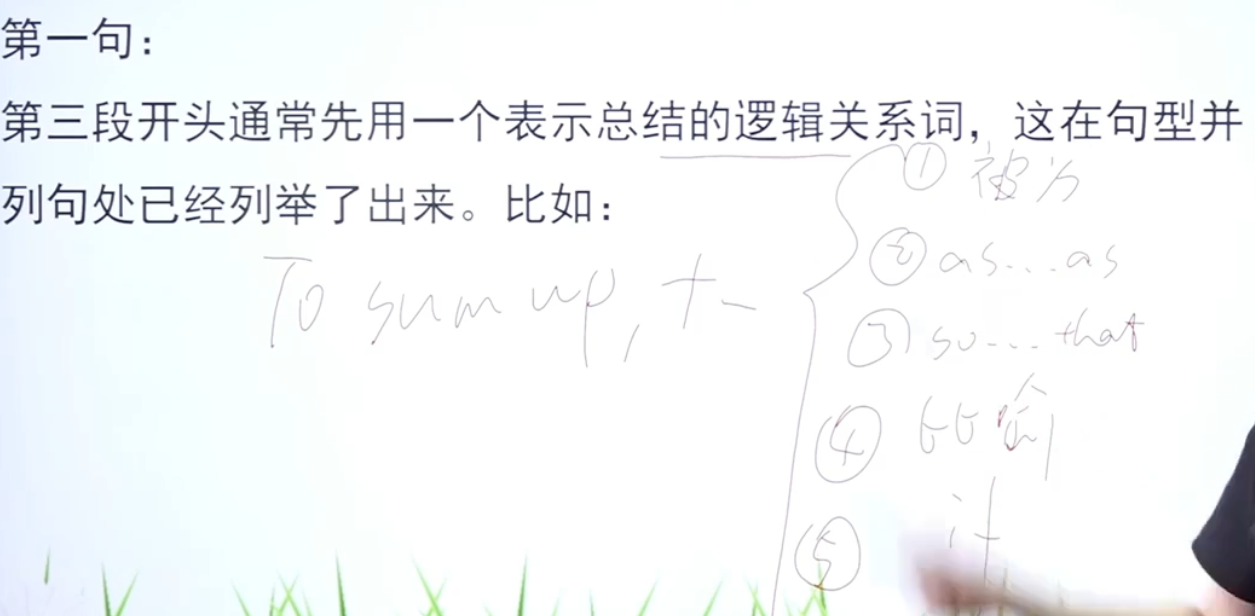 第一句：
第三段开头通常先用一个表示总结的逻辑关系词，这在句型并
列句处已经列举了出来。比如：
To sum up, +
① 被
② as...as
③ so...that
④ 比喻
⑤ if